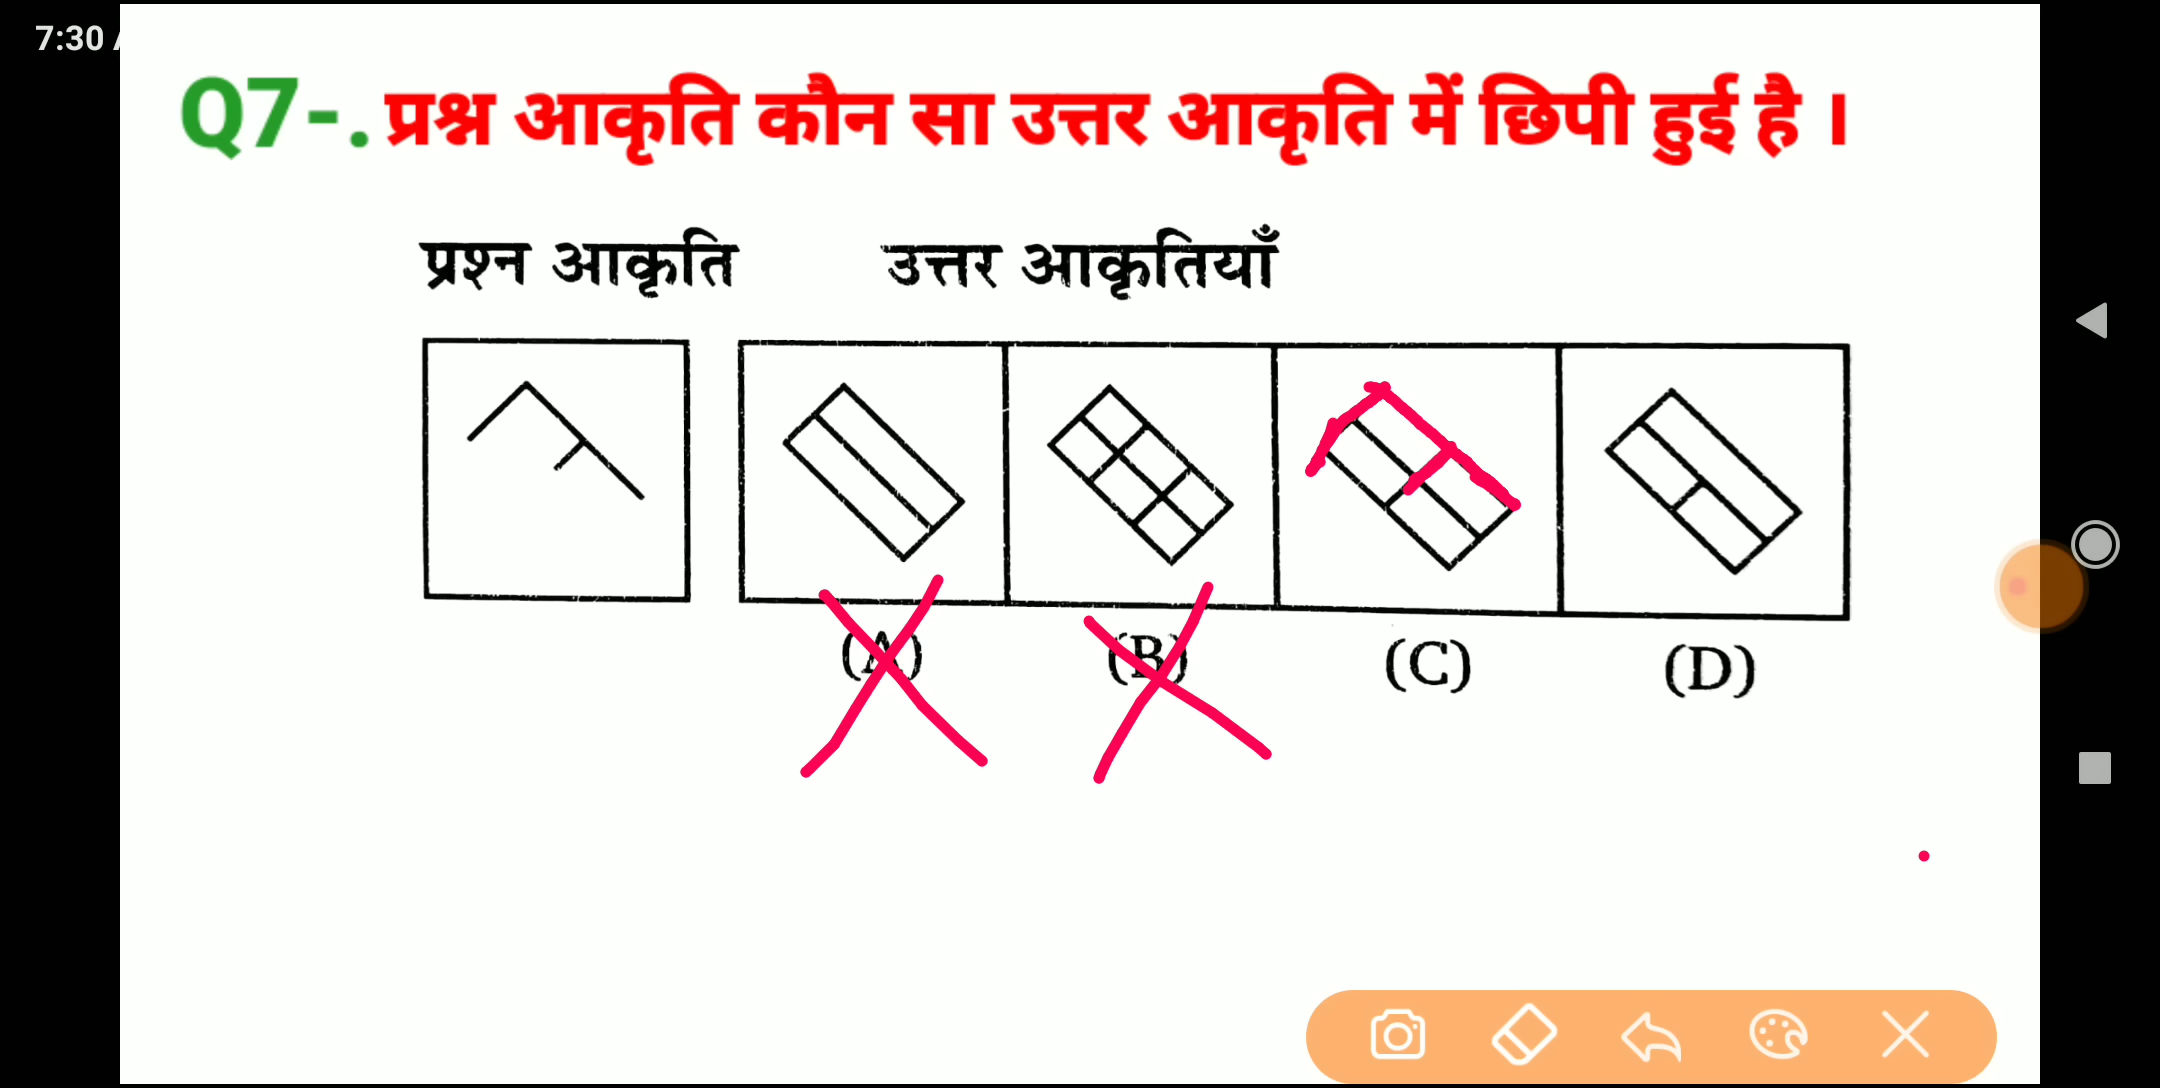 7:30
Q7-. प्रश्न आकृति कौन सा उत्तर आकृति में छिपी हुई है ।
प्रश्न आकृति उत्तर आकृतियाँ
(A) (B) (C) (D)